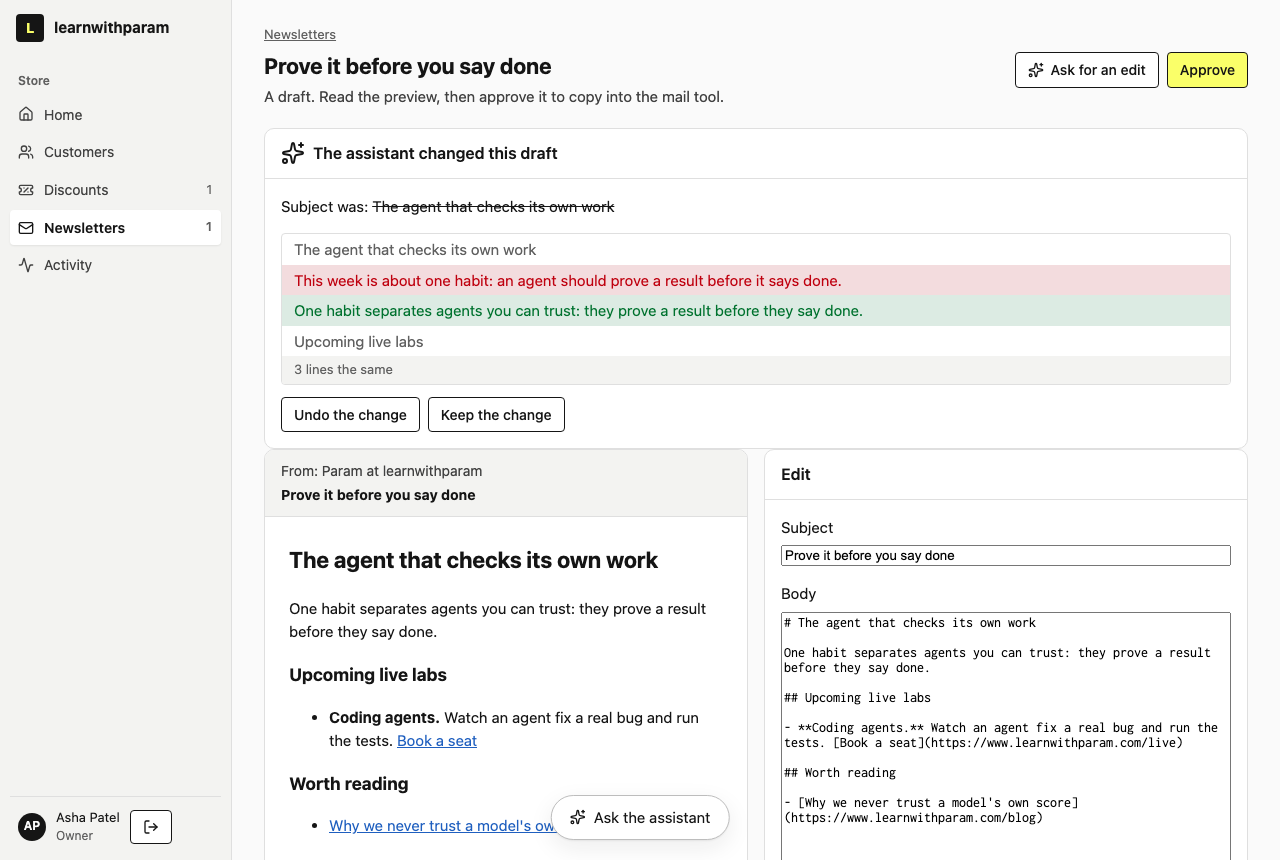 L learnwithparam
Store
Home
Customers
Discounts 1
Newsletters 1
Activity
AP Asha Patel
Owner
Newsletters
Prove it before you say done
A draft. Read the preview, then approve it to copy into the mail tool.
Ask for an edit
Approve
The assistant changed this draft
Subject was: The agent that checks its own work
The agent that checks its own work
This week is about one habit: an agent should prove a result before it says done.
One habit separates agents you can trust: they prove a result before they say done.
Upcoming live labs
3 lines the same
Undo the change
Keep the change
From: Param at learnwithparam
Prove it before you say done
The agent that checks its own work
One habit separates agents you can trust: they prove a result
before they say done.
Upcoming live labs
• Coding agents. Watch an agent fix a real bug and run
the tests. Book a seat
Worth reading
• Why we never trust a model's
Ask the assistant
Edit
Subject
Prove it before you say done
Body
# The agent that checks its own work
One habit separates agents you can trust: they prove a result
before they say done.
## Upcoming live labs
- **Coding agents.** Watch an agent fix a real bug and run the
tests. [Book a seat](https://www.learnwithparam.com/live)
## Worth reading
- [Why we never trust a model's own score]
(https://www.learnwithparam.com/blog)